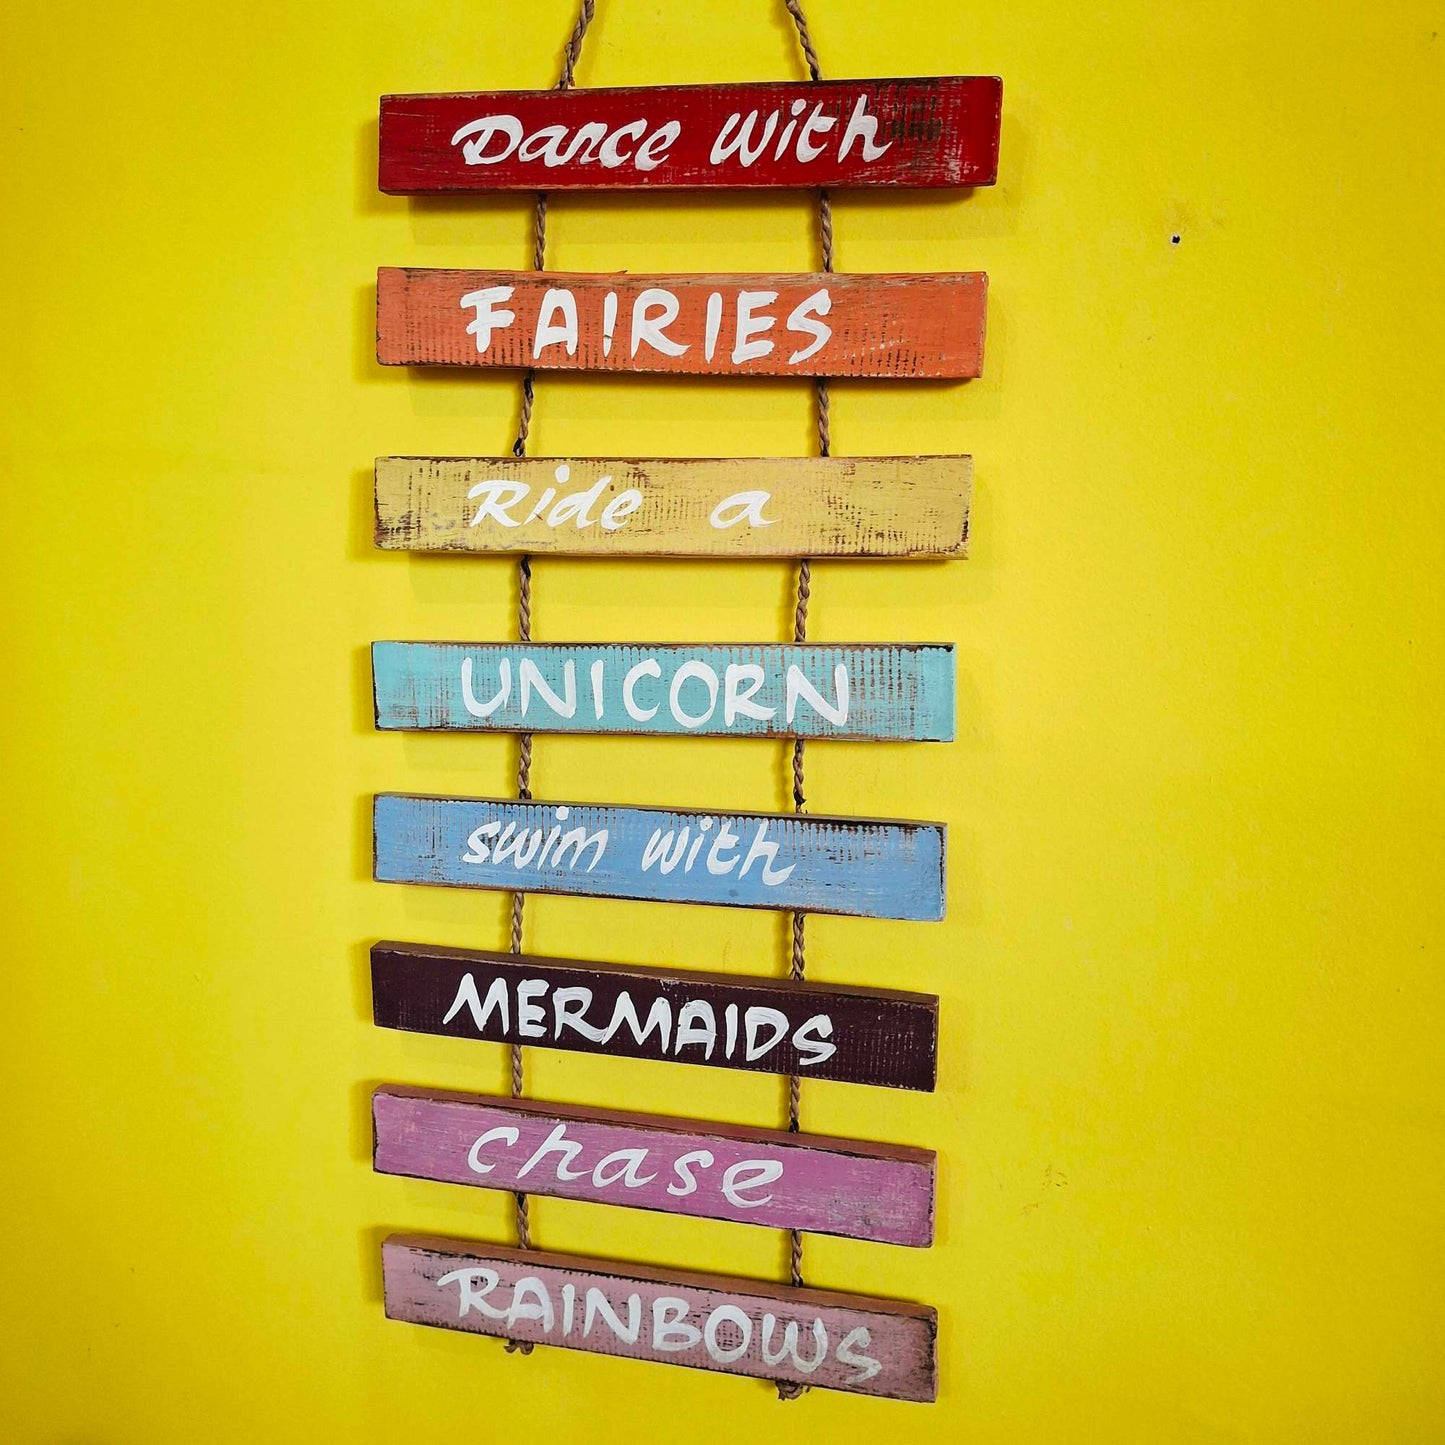 Dance with
FAIRIES
Ride a
UNICORN
swim with
MERMAIDS
chase
RAINBOWS